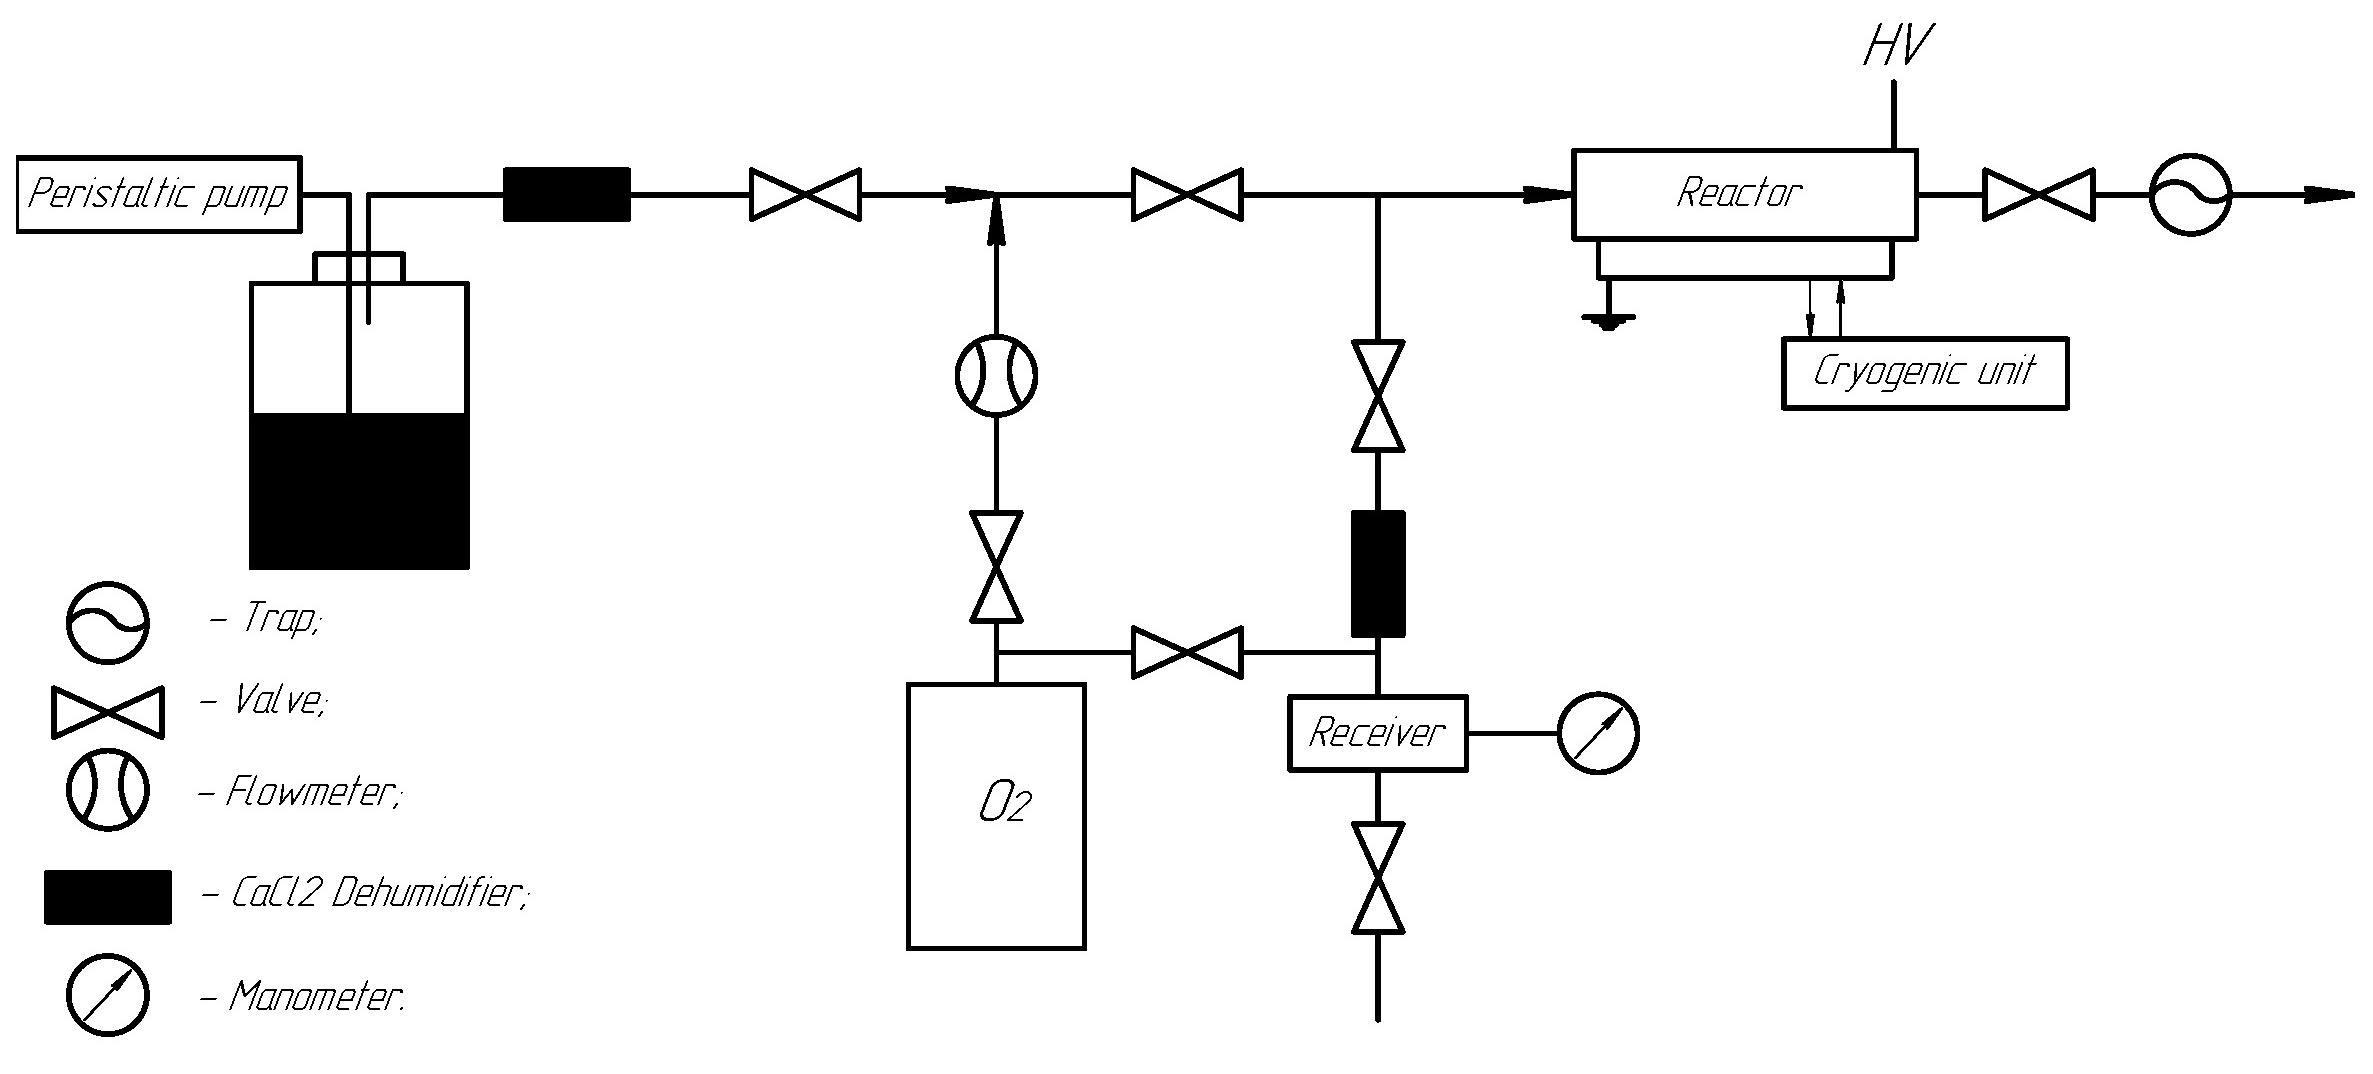 HV
Peristaltic pump
Reactor
Cryogenic unit
– Trap;
– Valve;
Receiver
– Flowmeter;
O2
– CaCl2 Dehumidifier;
– Manometer.